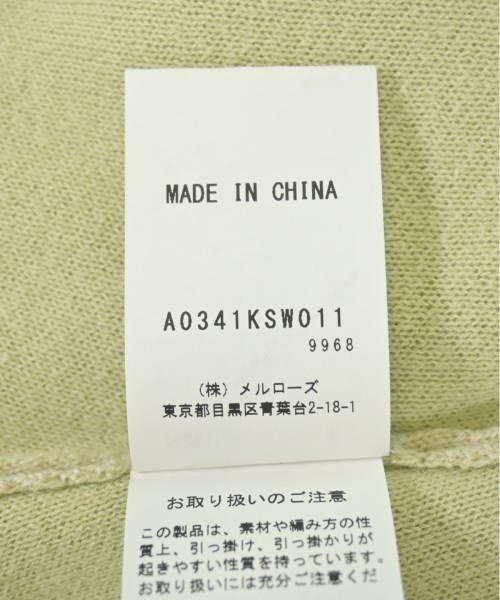 MADE IN CHINA
A0341KSW011
9968
(株) メルローズ
東京都目黒区青葉台2-18-1
お取り扱いのご注意
この製品は、素材や編み方の性
質上、引っ掛け、引っ掛かりが
起きやすい性質を持っています。
お取り扱いには充分ご注意くだ